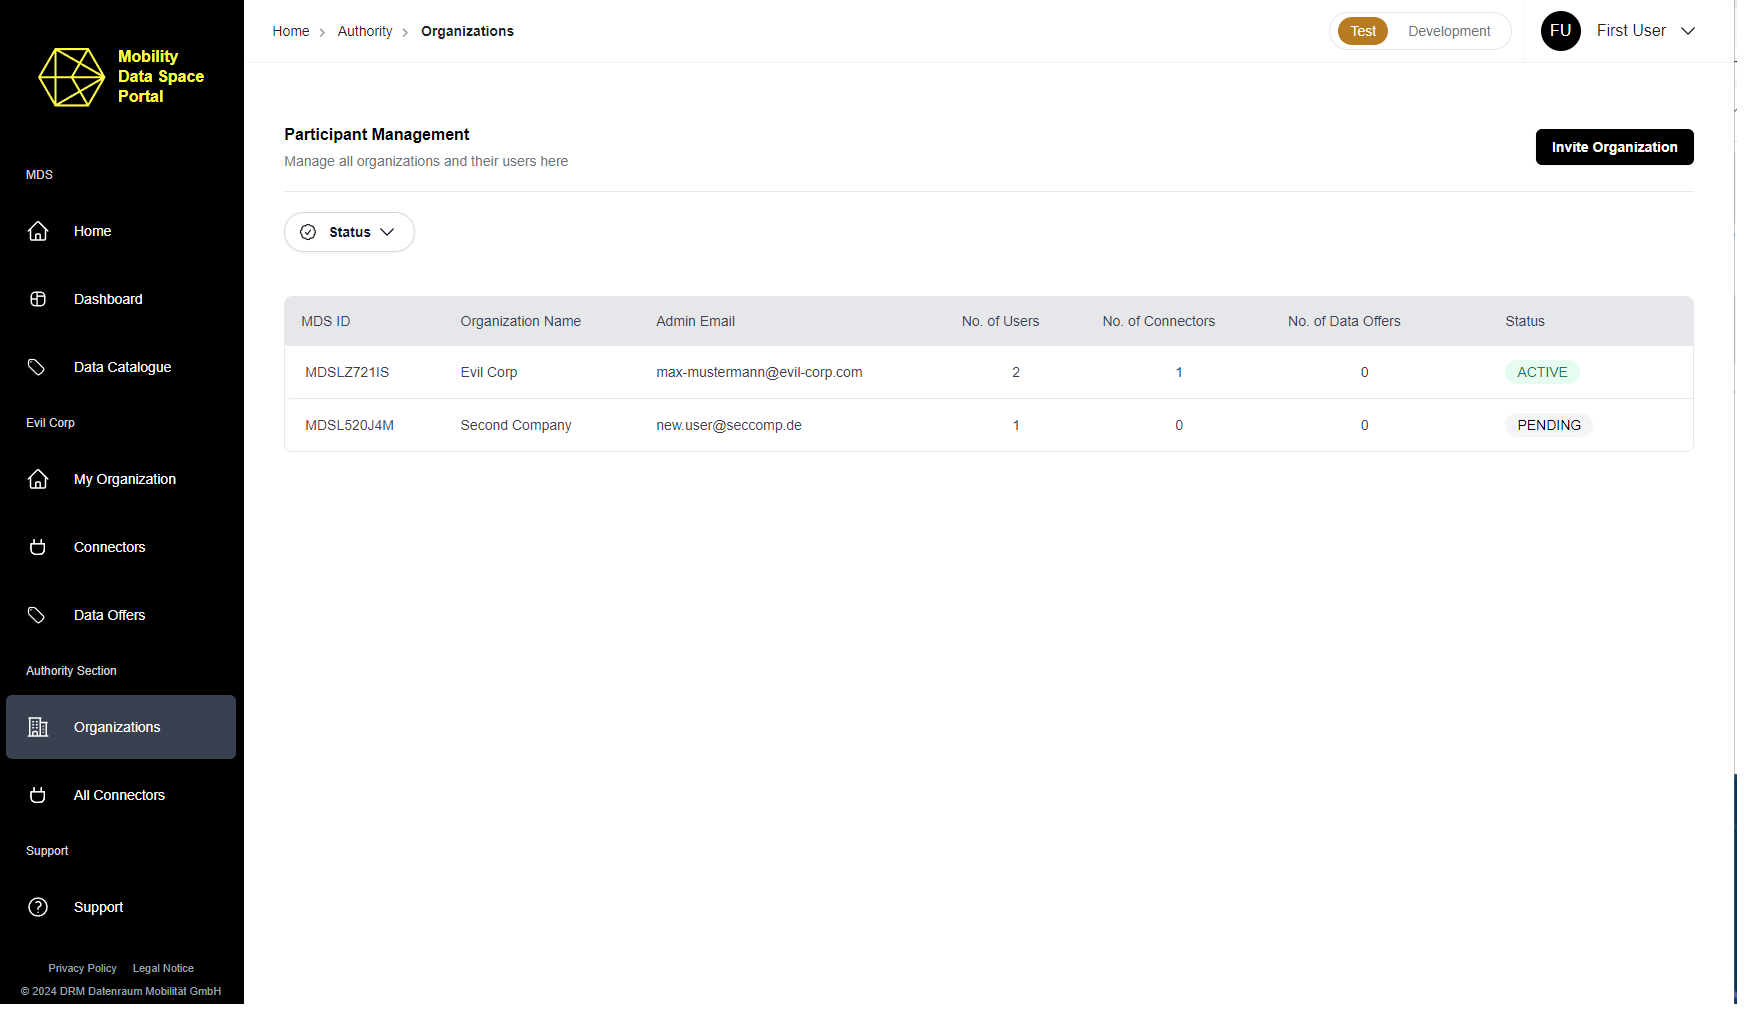 Mobility
Data Space
Portal
MDS
Home
Dashboard
Data Catalogue
Evil Corp
My Organization
Connectors
Data Offers
Authority Section
Organizations
All Connectors
Support
Support
Privacy Policy Legal Notice
© 2024 DRM Datenraum Mobilität GmbH
Home > Authority > Organizations
Test Development FU First User
Participant Management
Manage all organizations and their users here
Invite Organization
Status
MDS ID Organization Name Admin Email No. of Users No. of Connectors No. of Data Offers Status
MDSLZ721IS Evil Corp max-mustermann@evil-corp.com 2 1 0 ACTIVE
MDSL520J4M Second Company new.user@seccomp.de 1 0 0 PENDING